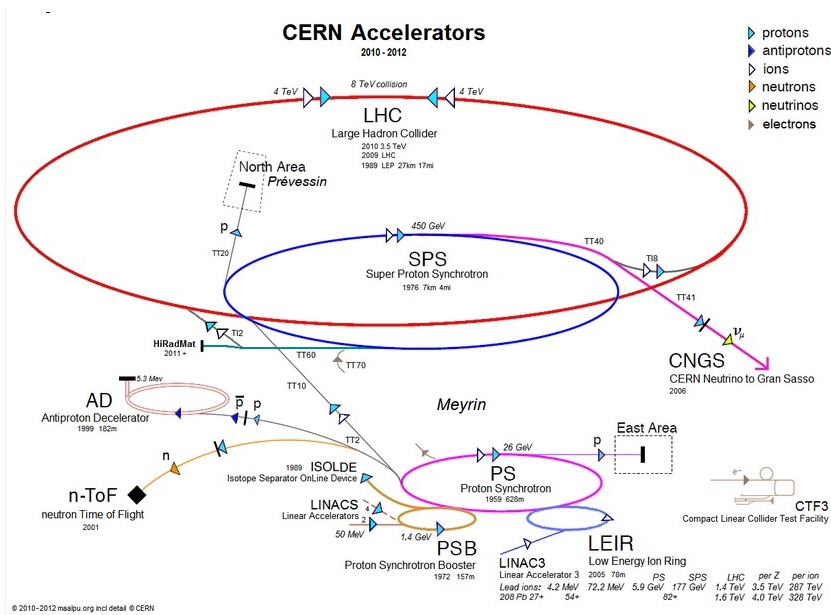 CERN Accelerators
2010 - 2012
protons
antiprotons
ions
neutrons
neutrinos
electrons
4 TeV
8 TeV collision
4 TeV
LHC
Large Hadron Collider
2010 3.5 TeV
2009 LHC
1989 LEP 27km 17mi
North Area
Prévessin
p
TT20
450 GeV
SPS
Super Proton Synchrotron
1976 7km 4mi
TT40
TI8
TT41
νμ
CNGS
CERN Neutrino to Gran Sasso
2006
TI2
HiRadMat
2011+
TT60
TT70
TT10
5.3 Mev
AD
Antiproton Decelerator
1999 182m
p̅
p
Meyrin
TT2
n
n-ToF
neutron Time of Flight
2001
1989 ISOLDE
Isotope Separator OnLine Device
LINACS
Linear Accelerators
4
2
50 MeV
1.4 GeV
PSB
Proton Synchrotron Booster
1972 157m
26 GeV
PS
Proton Synchrotron
1959 628m
p
East Area
LINAC3
Linear Accelerator 3
LEIR
Low Energy Ion Ring
2005 78m
e-
CTF3
Compact Linear Collider Test Facility
PS SPS LHC per Z per ion
Lead ions: 4.2 MeV 72.2 MeV 5.9 GeV 177 GeV 1.4 TeV 3.5 TeV 287 TeV
208 Pb 27+ 54+ 82+ 1.6 TeV 4.0 TeV 328 TeV
© 2010-2012 maalpu.org incl detail © CERN